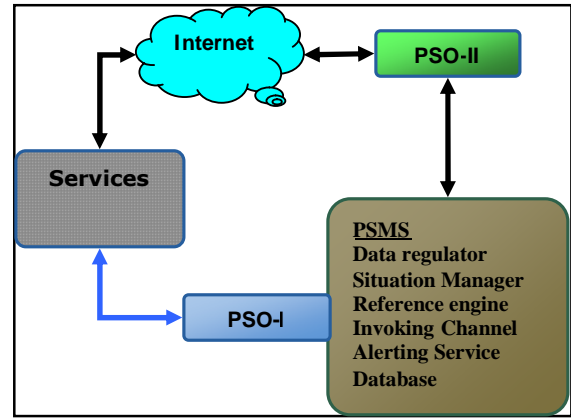 Internet
PSO-II
Services
PSMS
Data regulator
Situation Manager
Reference engine
Invoking Channel
Alerting Service
Database
PSO-I